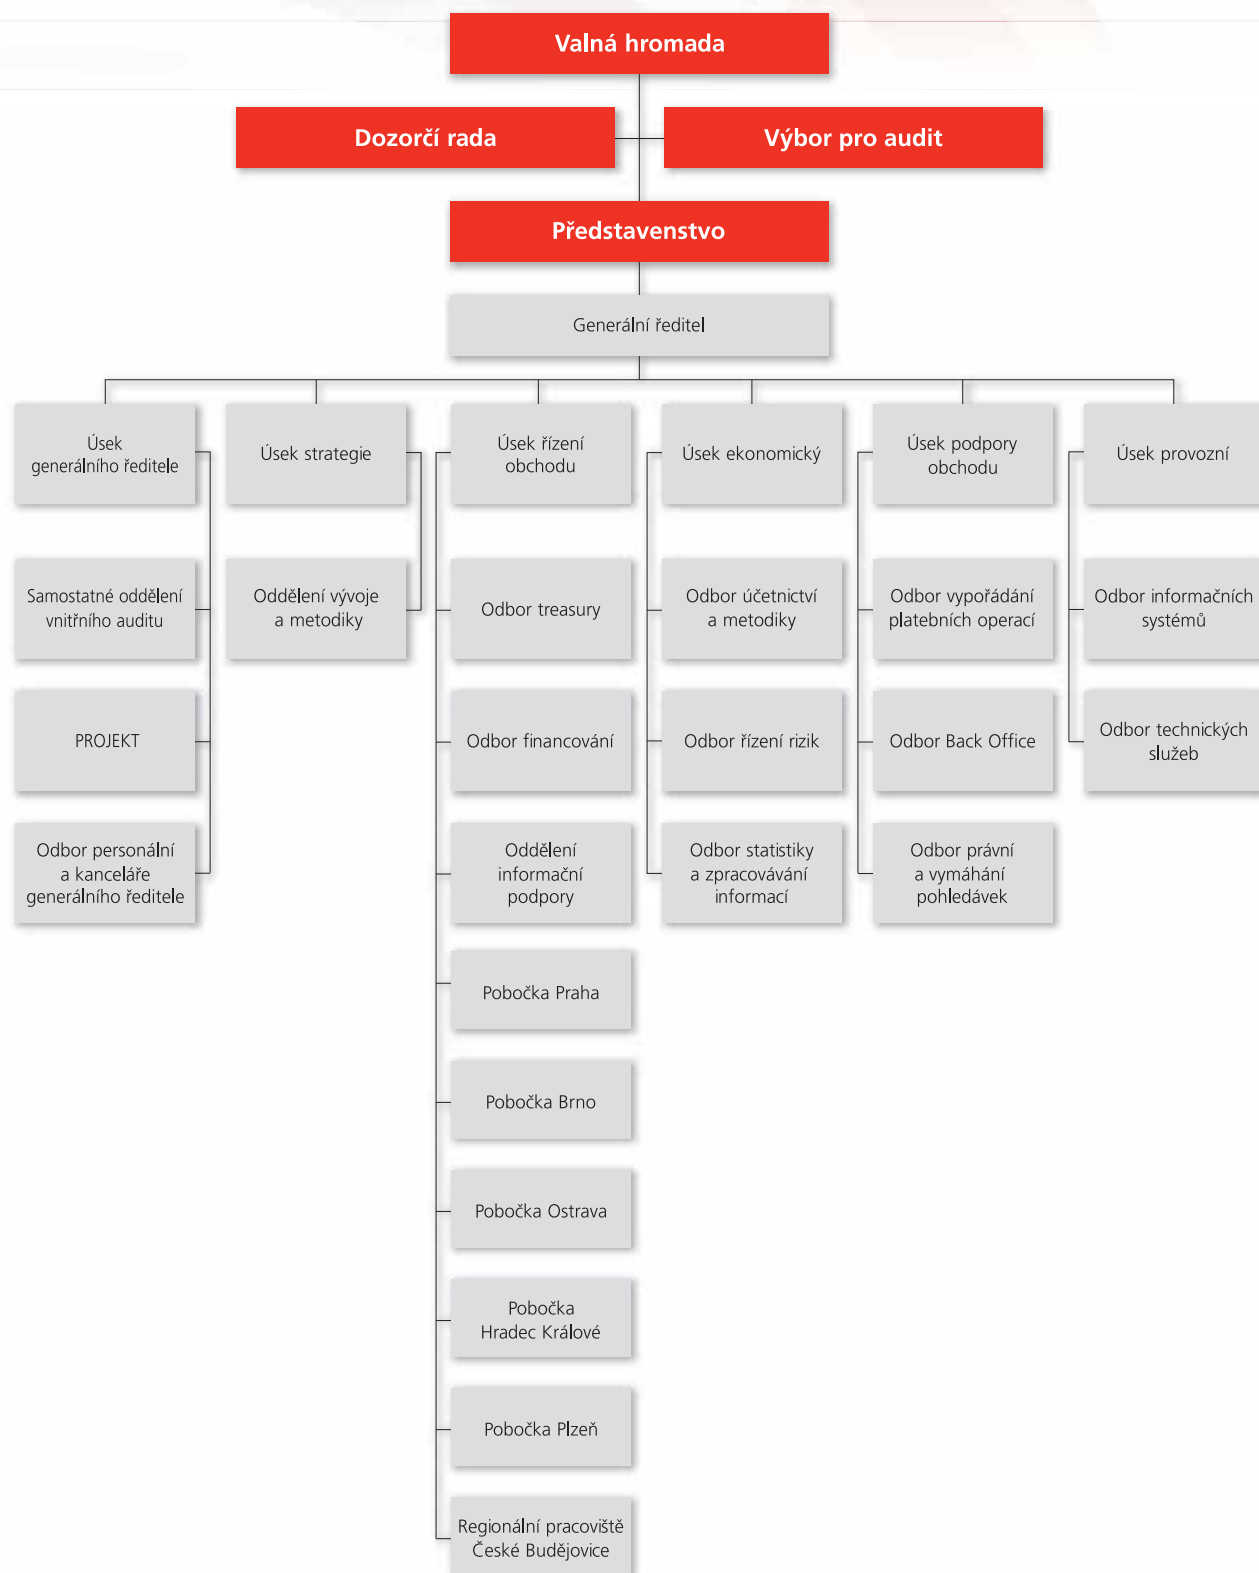 Valná hromada
Dozorčí rada
Výbor pro audit
Představenstvo
Generální ředitel
Úsek
generálního ředitele
Úsek strategie
Úsek řízení
obchodu
Úsek ekonomický
Úsek podpory
obchodu
Úsek provozní
Samostatné oddělení
vnitřního auditu
Oddělení vývoje
a metodiky
Odbor treasury
Odbor účetnictví
a metodiky
Odbor vypořádání
platebních operací
Odbor informačních
systémů
PROJEKT
Odbor financování
Odbor řízení rizik
Odbor Back Office
Odbor technických
služeb
Odbor personální
a kanceláře
generálního ředitele
Oddělení
informační
podpory
Odbor statistiky
a zpracovávání
informací
Odbor právní
a vymáhání
pohledávek
Pobočka Praha
Pobočka Brno
Pobočka Ostrava
Pobočka
Hradec Králové
Pobočka Plzeň
Regionální pracoviště
České Budějovice